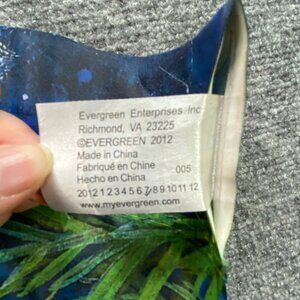 Evergreen Enterprises, Inc
Richmond, VA 23225
©EVERGREEN 2012
Made in China
Fabriqué en Chine 005
Hecho en China
2012 1 2 3 4 5 6 7 8 9 10 11 12
www.myevergreen.com